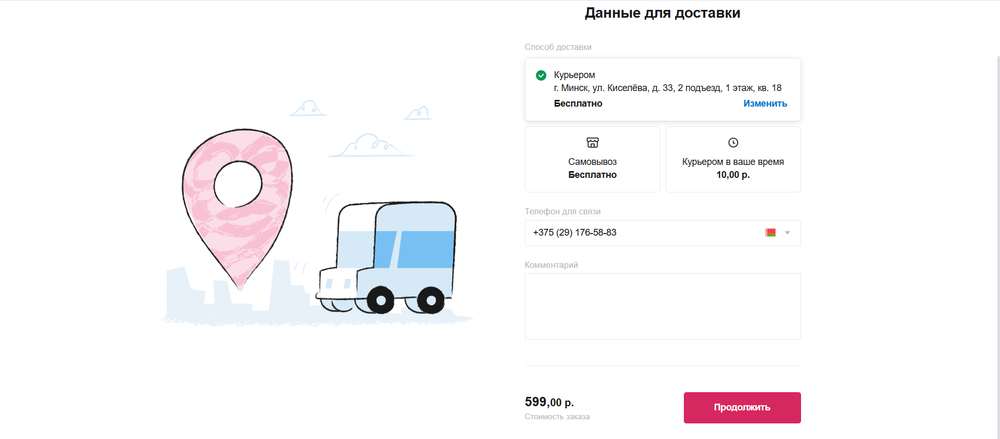 Данные для доставки
Способ доставки
Курьером
г. Минск, ул. Киселёва, д. 33, 2 подъезд, 1 этаж, кв. 18
Бесплатно
Изменить
Самовывоз
Бесплатно
Курьером в ваше время
10,00 р.
Телефон для связи
+375 (29) 176-58-83
Комментарий
599,00 р.
Стоимость заказа
Продолжить